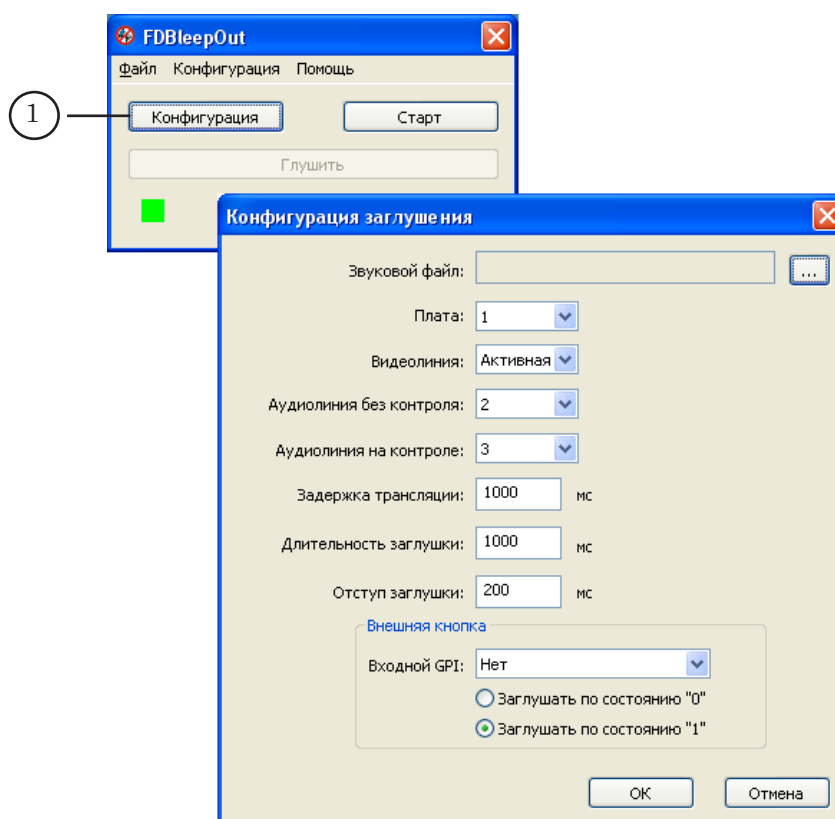 FDBleepOut
Файл Конфигурация Помощь
1
Конфигурация Старт
Глушить
Конфигурация заглушения
Звуковой файл: ...
Плата: 1
Видеолиния: Активная
Аудиолиния без контроля: 2
Аудиолиния на контроле: 3
Задержка трансляции: 1000 мс
Длительность заглушки: 1000 мс
Отступ заглушки: 200 мс
Внешняя кнопка
Входной GPI: Нет
Заглушать по состоянию "0"
Заглушать по состоянию "1"
ОК Отмена